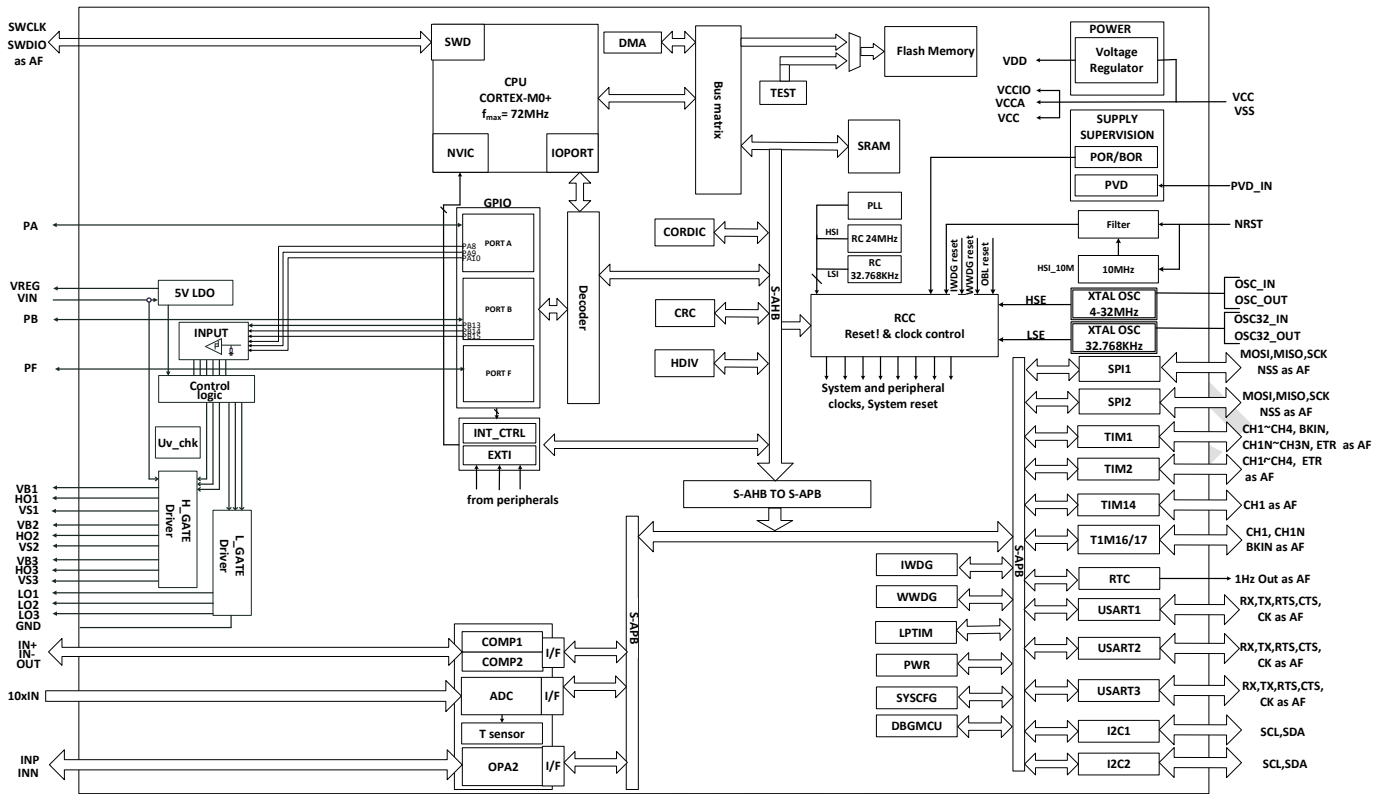 SWCLK
SWDIO
as AF
SWD
CPU
CORTEX-M0+
fmax= 72MHz
NVIC
IOPORT
DMA
Bus matrix
TEST
Flash Memory
SRAM
POWER
Voltage
Regulator
VDD
VCCIO
VCCA
VCC
VCC
VSS
SUPPLY
SUPERVISION
POR/BOR
PVD
PVD_IN
Filter
NRST
HSI_10M
10MHz
PLL
HSI
RC 24MHz
LSI
RC
32.768KHz
IWDG reset
WWDG reset
OBL reset
RCC
Reset! & clock control
HSE
XTAL OSC
4-32MHz
OSC_IN
OSC_OUT
LSE
XTAL OSC
32.768KHz
OSC32_IN
OSC32_OUT
System and peripheral
clocks, System reset
GPIO
PORT A
PA8
PA9
PA10
PORT B
PB13
PB14
PB15
PORT F
Decoder
INT_CTRL
EXTI
from peripherals
CORDIC
CRC
HDIV
S-AHB
S-AHB TO S-APB
PA
VREG
VIN
PB
PF
5V LDO
INPUT
Control
logic
Uv_chk
H_GATE
Driver
L_GATE
Driver
VB1
HO1
VS1
VB2
HO2
VS2
VB3
HO3
VS3
LO1
LO2
LO3
GND
IN+
IN-
OUT
10xIN
INP
INN
COMP1
COMP2
I/F
ADC
I/F
T sensor
OPA2
I/F
S-APB
S-APB
IWDG
WWDG
LPTIM
PWR
SYSCFG
DBGMCU
SPI1
MOSI,MISO,SCK
NSS as AF
SPI2
MOSI,MISO,SCK
NSS as AF
TIM1
CH1~CH4, BKIN,
CH1N~CH3N, ETR as AF
TIM2
CH1~CH4, ETR
as AF
TIM14
CH1 as AF
T1M16/17
CH1, CH1N
BKIN as AF
RTC
1Hz Out as AF
USART1
RX,TX,RTS,CTS,
CK as AF
USART2
RX,TX,RTS,CTS,
CK as AF
USART3
RX,TX,RTS,CTS,
CK as AF
I2C1
SCL,SDA
I2C2
SCL,SDA